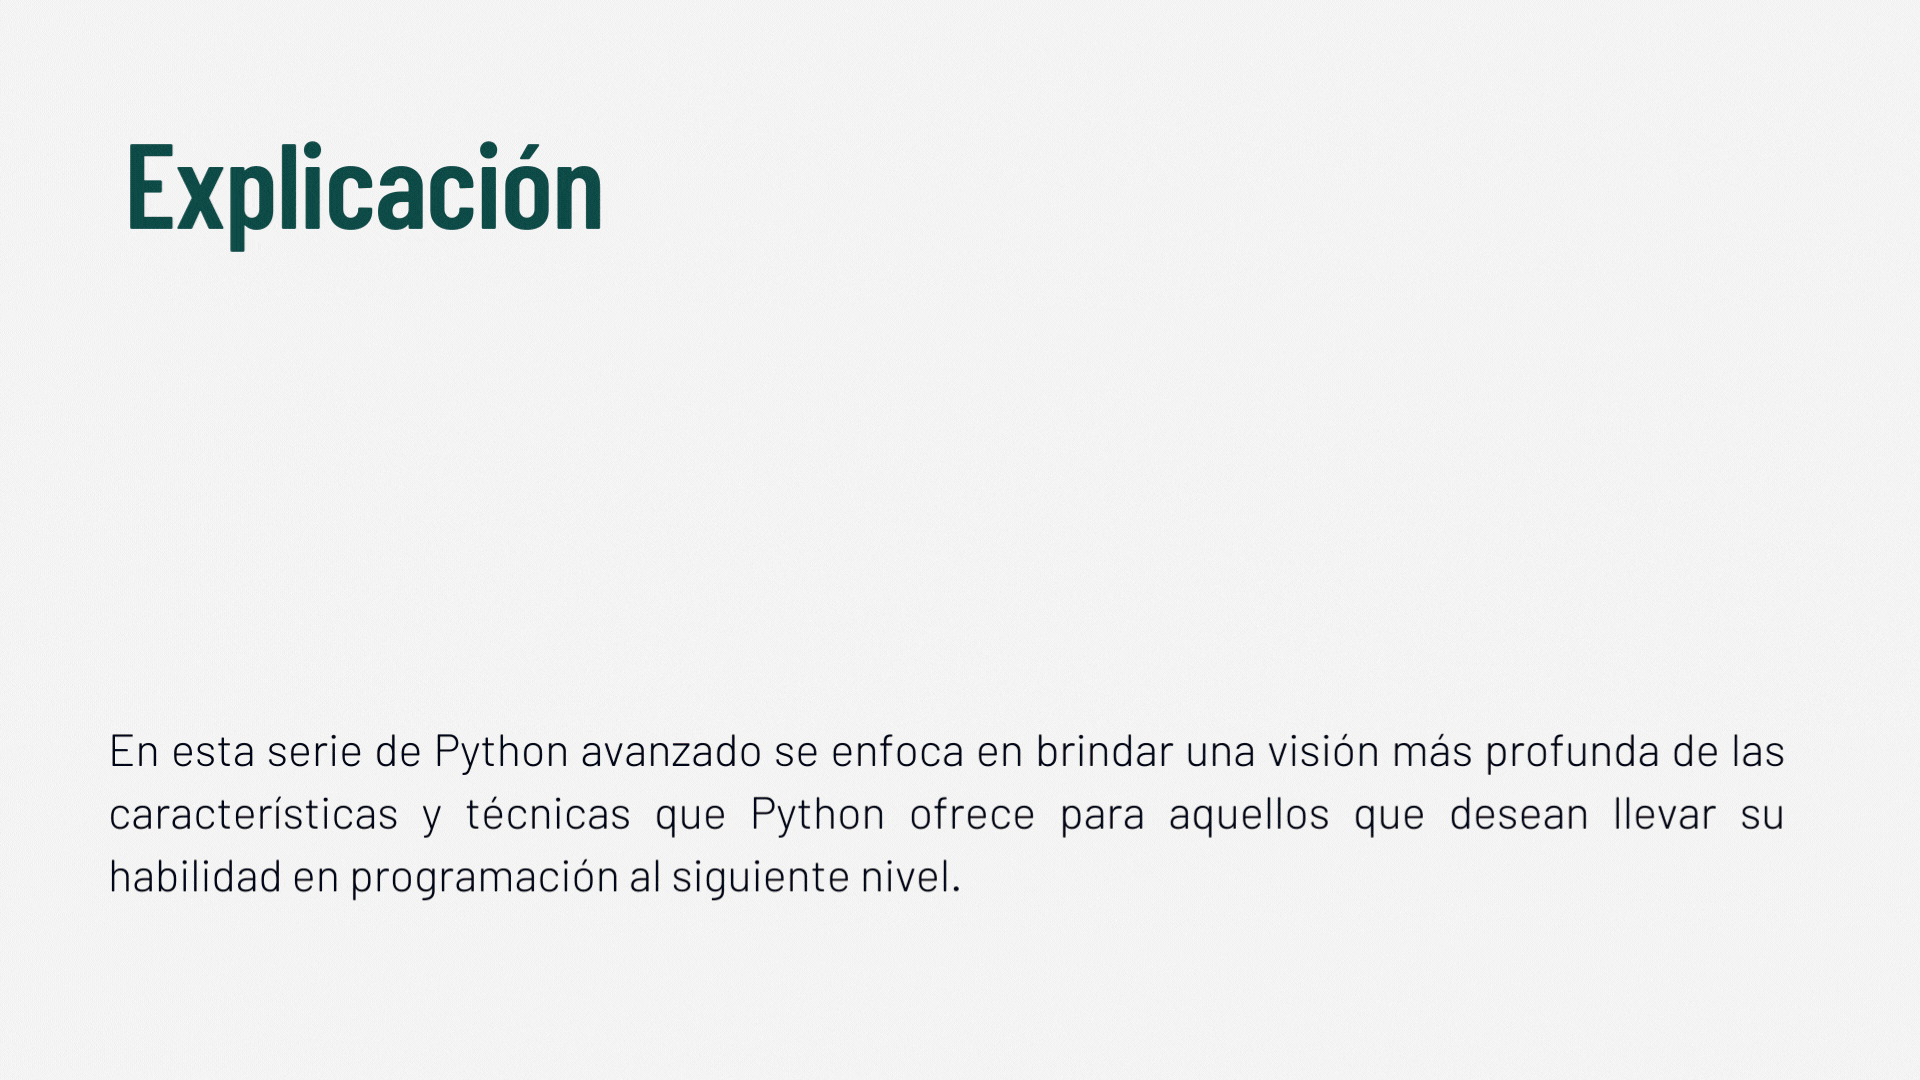 Explicación
En esta serie de Python avanzado se enfoca en brindar una visión más profunda de las
características y técnicas que Python ofrece para aquellos que desean llevar su
habilidad en programación al siguiente nivel.